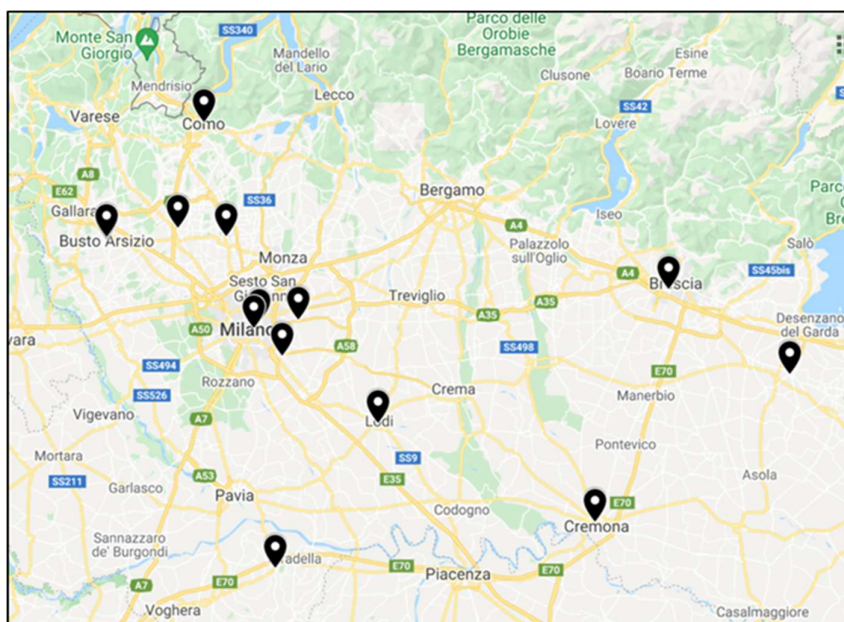 Parco delle
Orobie
Bergamasche
SS340
Monte San
Giorgio
Mandello
del Lario
Esine
Clusone
Boario Terme
Mendrisio
Lecco
SS42
Varese
Como
Lovere
A8
E62
Bergamo
SS36
Gallara
Iseo
A4
Busto Arsizio
Palazzolo
sull'Oglio
Salò
Monza
A4
SS45bis
Sesto San
Brescia
Treviglio
A35
A35
Desenzano
del Garda
A50
Milano
vara
A58
SS498
SS494
E70
Rozzano
Crema
SS526
Manerbio
Vigevano
A7
Lodi
Pontevico
Mortara
SS9
A53
E35
Asola
SS211
Garlasco
Pavia
E70
Codogno
Cremona
Sannazzaro
de' Burgondi
radella
E70
E70
A7
E70
Piacenza
Voghera
Casalmaggiore